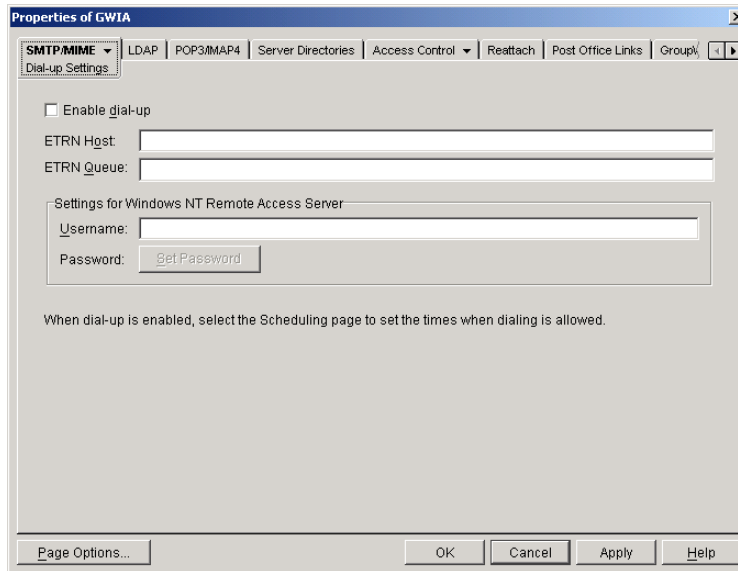 Properties of GWIA
SMTP/MIME LDAP POP3/IMAP4 Server Directories Access Control Reattach Post Office Links GroupW
Dial-up Settings
Enable dial-up
ETRN Host:
ETRN Queue:
Settings for Windows NT Remote Access Server
Username:
Password: Set Password
When dial-up is enabled, select the Scheduling page to set the times when dialing is allowed.
Page Options... OK Cancel Apply Help